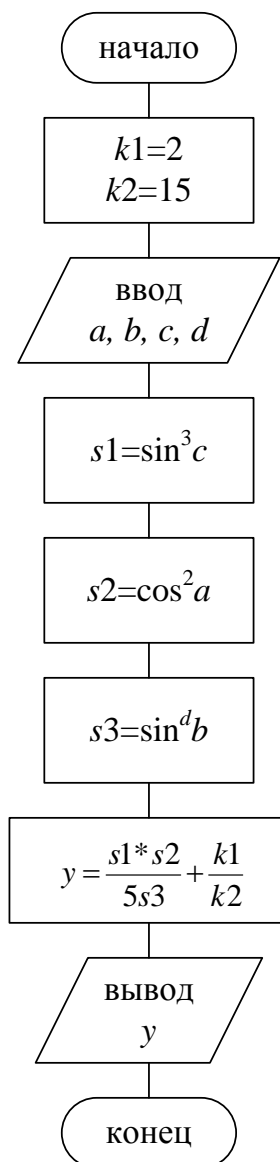 начало
k1=2
k2=15
ввод
a, b, c, d
s1=sin³c
s2=cos²a
s3=sinᵈb
y = s1*s2/5s3 + k1/k2
вывод
y
конец